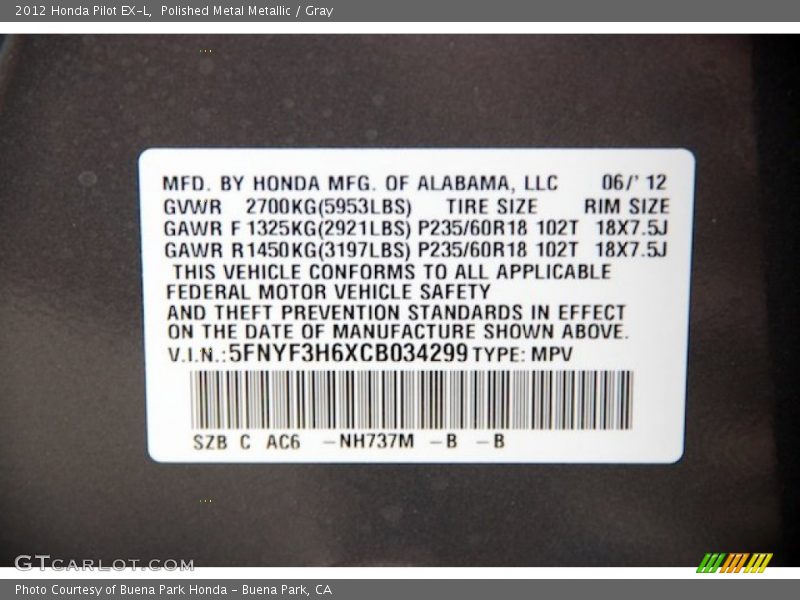 2012 Honda Pilot EX-L, Polished Metal Metallic / Gray
MFD. BY HONDA MFG. OF ALABAMA, LLC 06/' 12
GVWR 2700KG(5953LBS) TIRE SIZE RIM SIZE
GAWR F 1325KG(2921LBS) P235/60R18 102T 18X7.5J
GAWR R 1450KG(3197LBS) P235/60R18 102T 18X7.5J
THIS VEHICLE CONFORMS TO ALL APPLICABLE
FEDERAL MOTOR VEHICLE SAFETY
AND THEFT PREVENTION STANDARDS IN EFFECT
ON THE DATE OF MANUFACTURE SHOWN ABOVE.
V.I.N.:5FNYF3H6XCB034299 TYPE: MPV
SZB C AC6 -NH737M -B -B
GTCARLOT.COM
Photo Courtesy of Buena Park Honda - Buena Park, CA